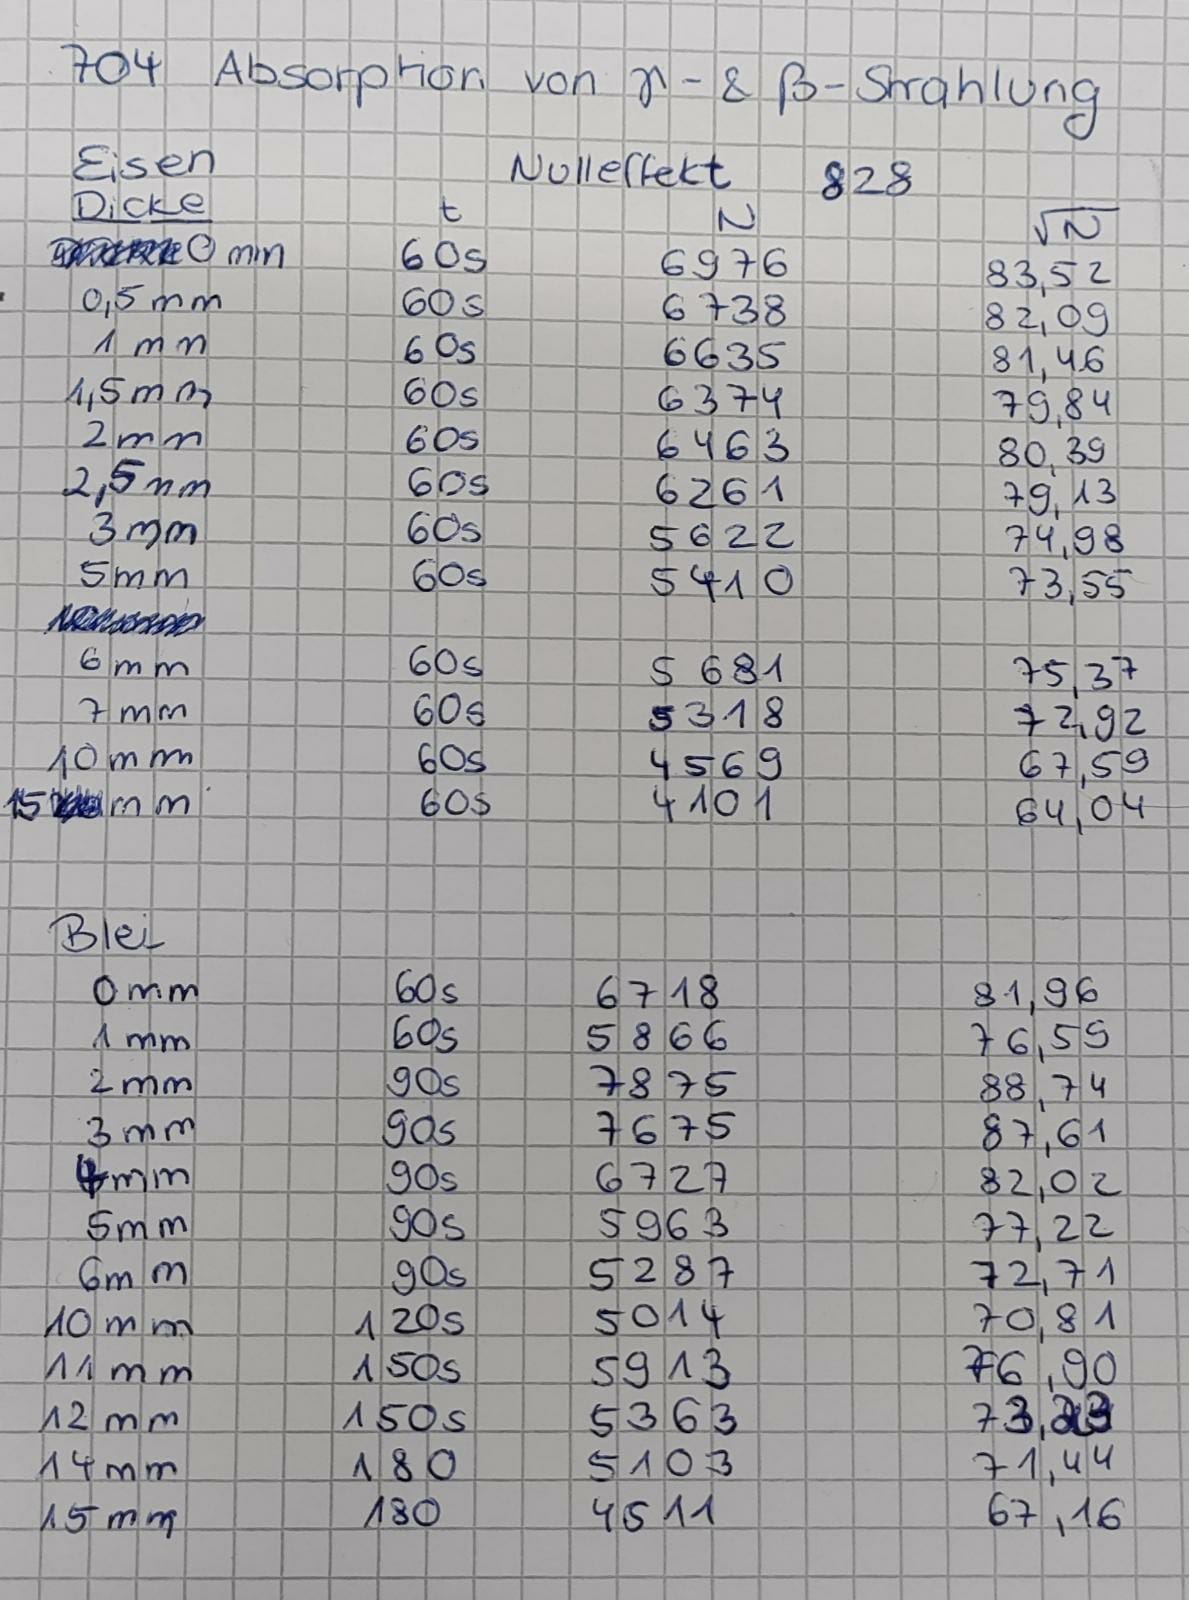 704 Absorption von γ- & β-Strahlung
Eisen Nulleffekt 828
Dicke t N √N
0 mm 60s 6976 83,52
0,5 mm 60s 6738 82,09
1 mm 60s 6635 81,46
1,5 mm 60s 6374 79,84
2 mm 60s 6463 80,39
2,5 mm 60s 6261 79,13
3 mm 60s 5622 74,98
5 mm 60s 5410 73,55
6 mm 60s 5681 75,37
7 mm 60s 5318 72,92
10 mm 60s 4569 67,59
15 mm 60s 4101 64,04
Blei
0 mm 60s 6718 81,96
1 mm 60s 5866 76,59
2 mm 90s 7875 88,74
3 mm 90s 7675 87,61
4 mm 90s 6727 82,02
5 mm 90s 5963 77,22
6 mm 90s 5287 72,71
10 mm 120s 5014 70,81
11 mm 150s 5913 76,90
12 mm 150s 5363
14 mm 180 5103 71,44
15 mm 180 4511 67,16